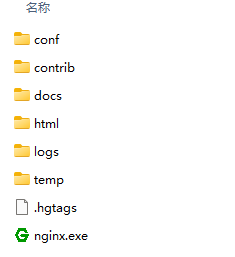 名称
conf
contrib
docs
html
logs
temp
.hgtags
nginx.exe